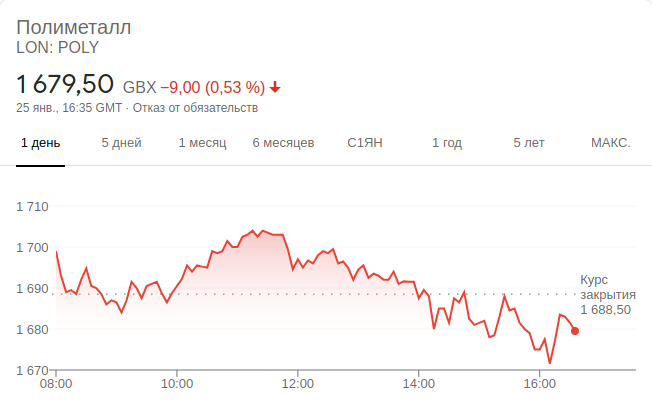 Полиметалл
LON: POLY
1 679,50 GBX −9,00 (0,53 %)
25 янв., 16:35 GMT · Отказ от обязательств
1 день 5 дней 1 месяц 6 месяцев С1ЯН 1 год 5 лет МАКС.
1 710
1 700
1 690
Курс
закрытия
1 688,50
1 680
1 670
08:00 10:00 12:00 14:00 16:00